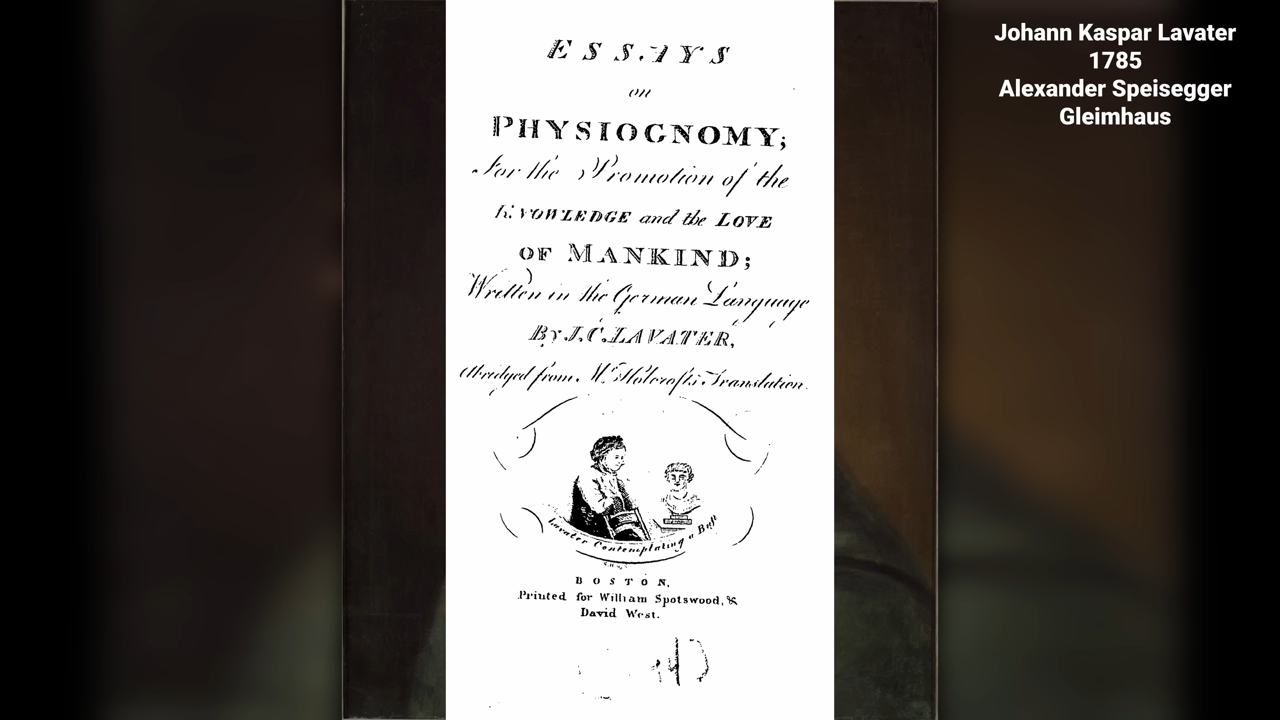 ESSAYS
on
PHYSIOGNOMY;
For the Promotion of the
KNOWLEDGE and the LOVE
OF MANKIND;
Written in the German Language
By J.C. LAVATER,
Abridged from Mr. Holcroft's Translation.
Lavater Contemplating a Bust
BOSTON,
Printed for William Spotswood, &
David West.
Johann Kaspar Lavater
1785
Alexander Speisegger
Gleimhaus